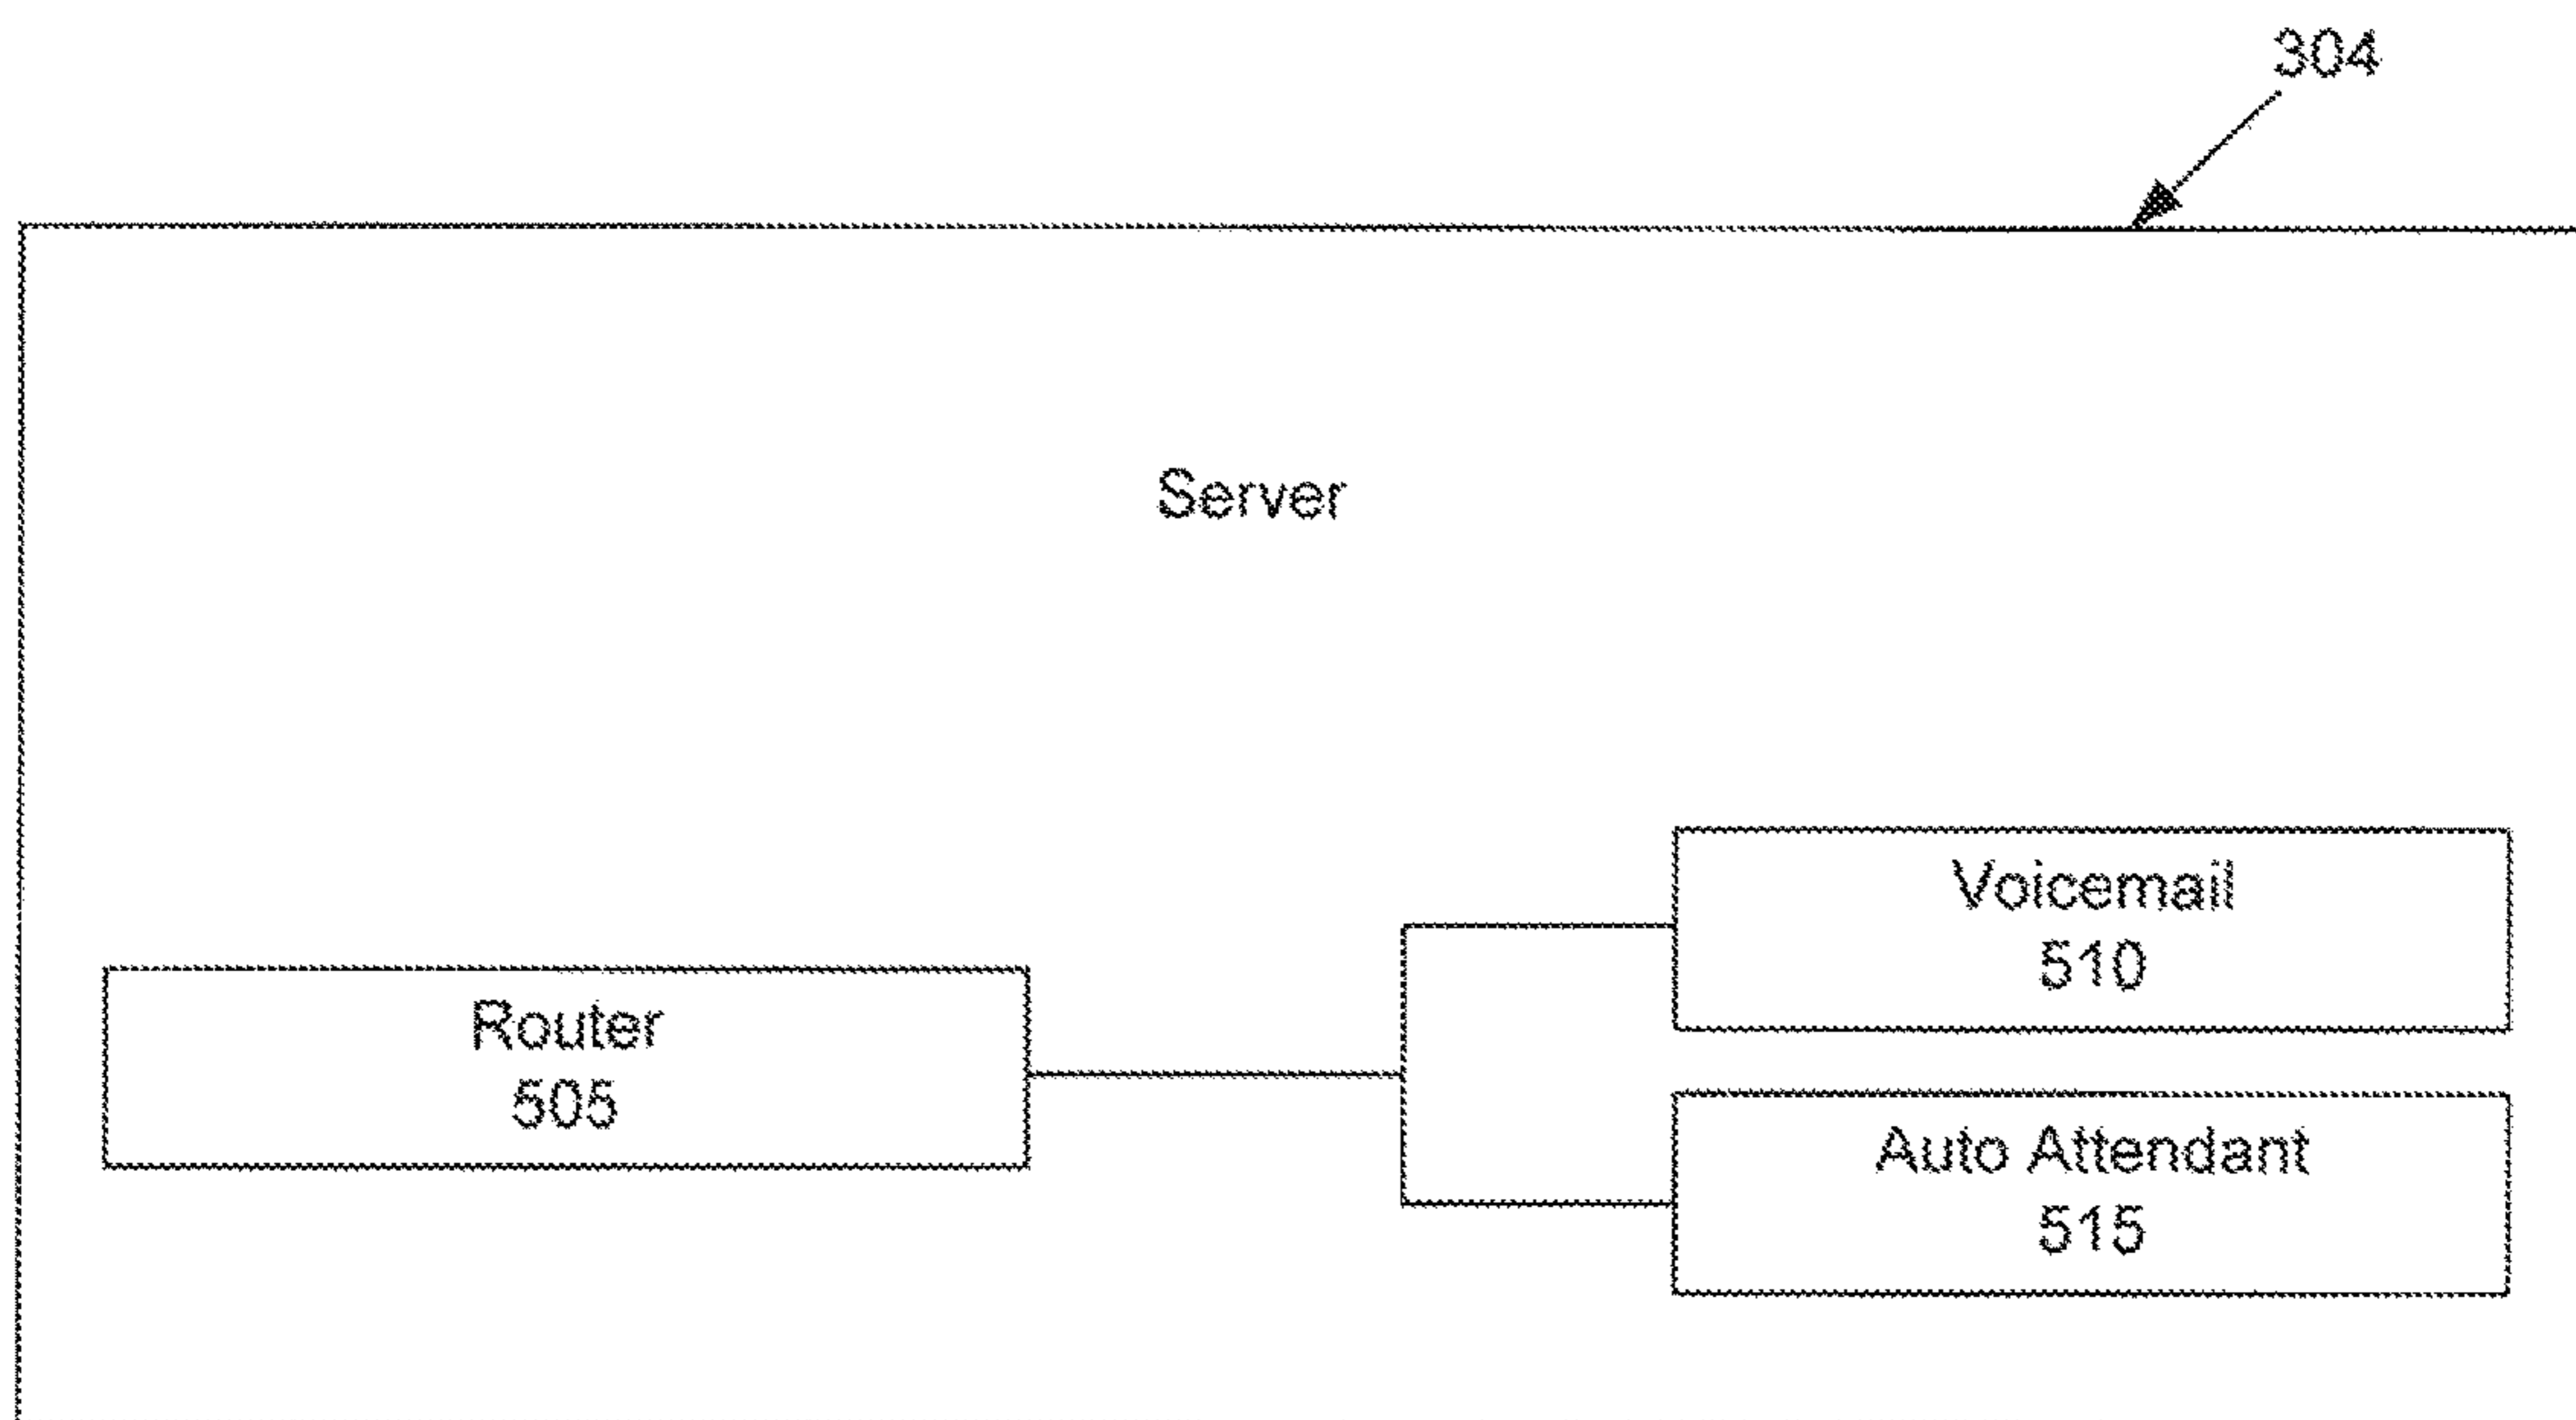 304
Server
Voicemail
510
Router
505
Auto Attendant
515